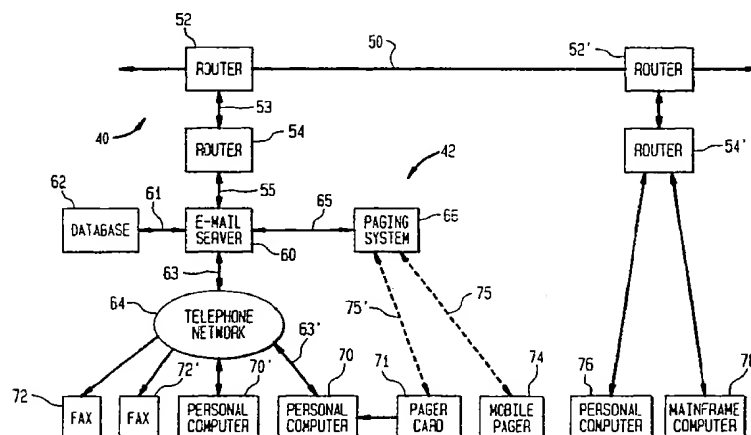 52
50
52'
ROUTER
ROUTER
53
54
40
ROUTER
42
ROUTER
54'
62
61
55
65
66
DATABASE
E-MAIL SERVER
PAGING SYSTEM
63
60
64
TELEPHONE NETWORK
63'
75'
75
72'
70'
70
71
74
76
78
72
FAX
FAX
PERSONAL COMPUTER
PERSONAL COMPUTER
PAGER CARD
MOBILE PAGER
PERSONAL COMPUTER
MAINFRAME COMPUTER